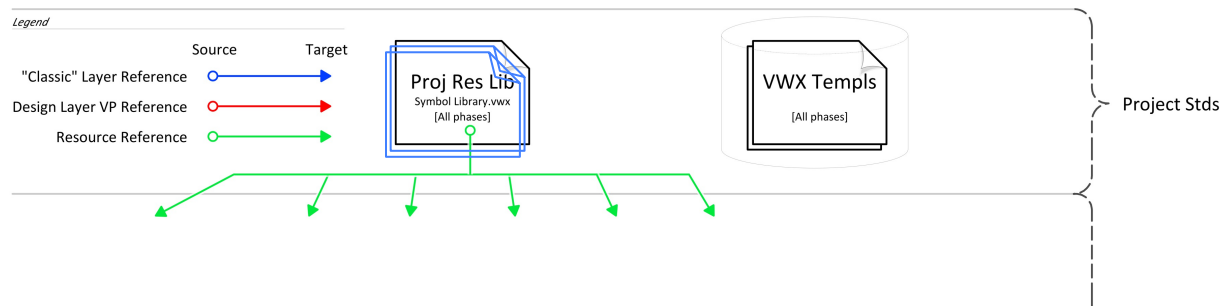 Legend
Source Target
"Classic" Layer Reference
Design Layer VP Reference
Resource Reference
Proj Res Lib
Symbol Library.vwx
[All phases]
VWX Templs
[All phases]
Project Stds